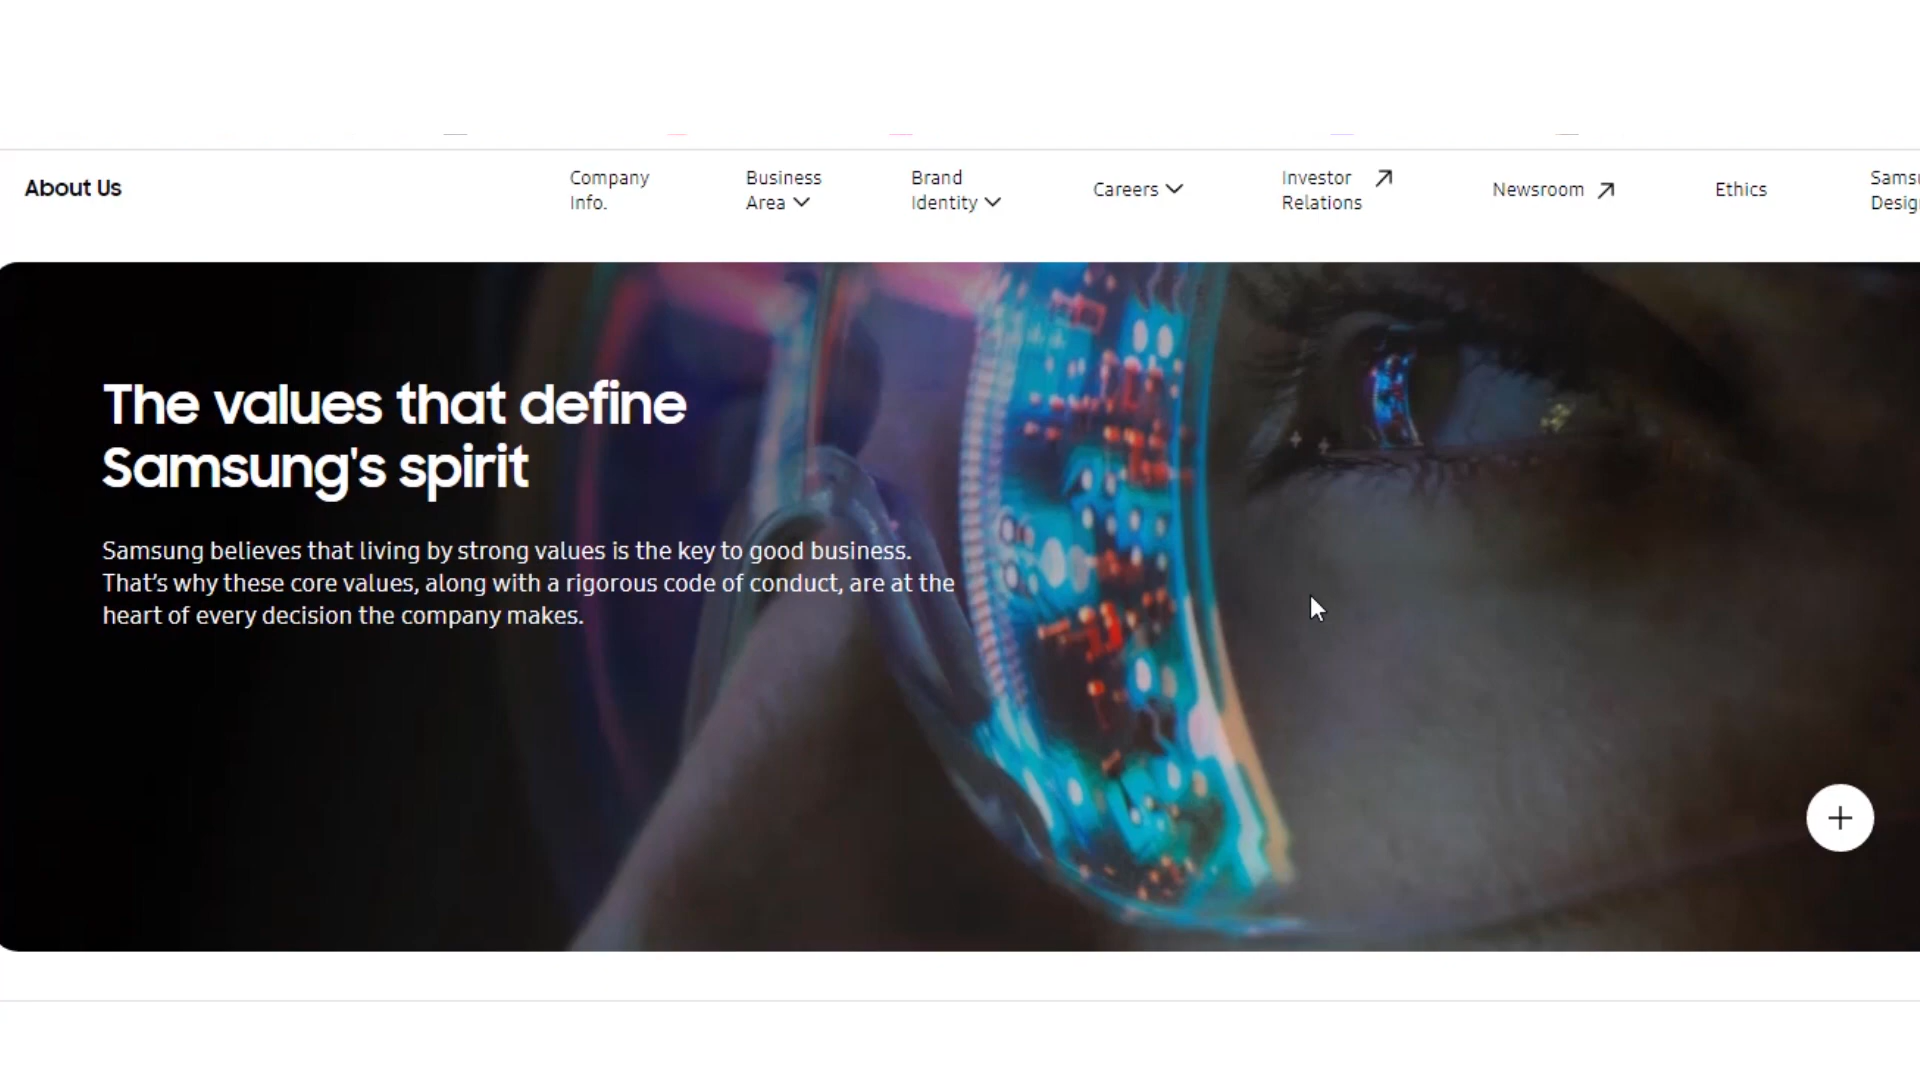 About Us
Company
Info.
Business
Area
Brand
Identity
Careers
Investor
Relations
Newsroom
Ethics
The values that define
Samsung's spirit
Samsung believes that living by strong values is the key to good business.
That's why these core values, along with a rigorous code of conduct, are at the
heart of every decision the company makes.